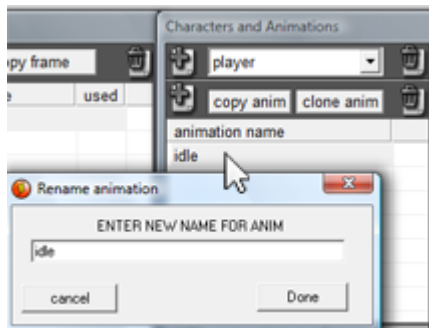 Characters and Animations
py frame
player
used
copy anim clone anim
animation name
idle
Rename animation
ENTER NEW NAME FOR ANIM
idle
cancel Done